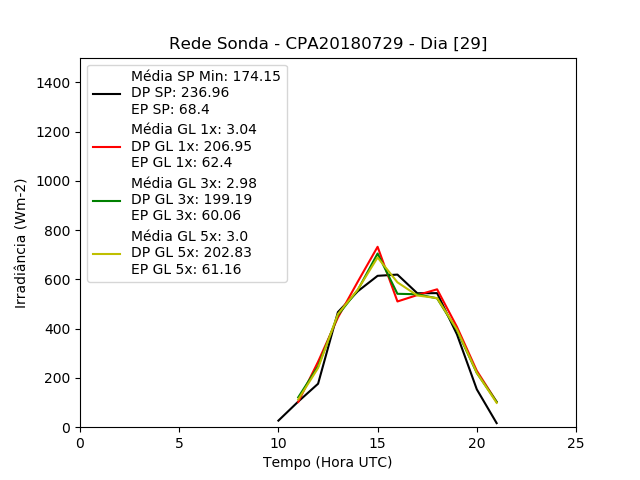 Rede Sonda - CPA20180729 - Dia [29]
Média SP Min: 174.15
DP SP: 236.96
EP SP: 68.4
Média GL 1x: 3.04
DP GL 1x: 206.95
EP GL 1x: 62.4
Média GL 3x: 2.98
DP GL 3x: 199.19
EP GL 3x: 60.06
Média GL 5x: 3.0
DP GL 5x: 202.83
EP GL 5x: 61.16
Irradiância (Wm-2)
1400
1200
1000
800
600
400
200
0
0 5 10 15 20 25
Tempo (Hora UTC)